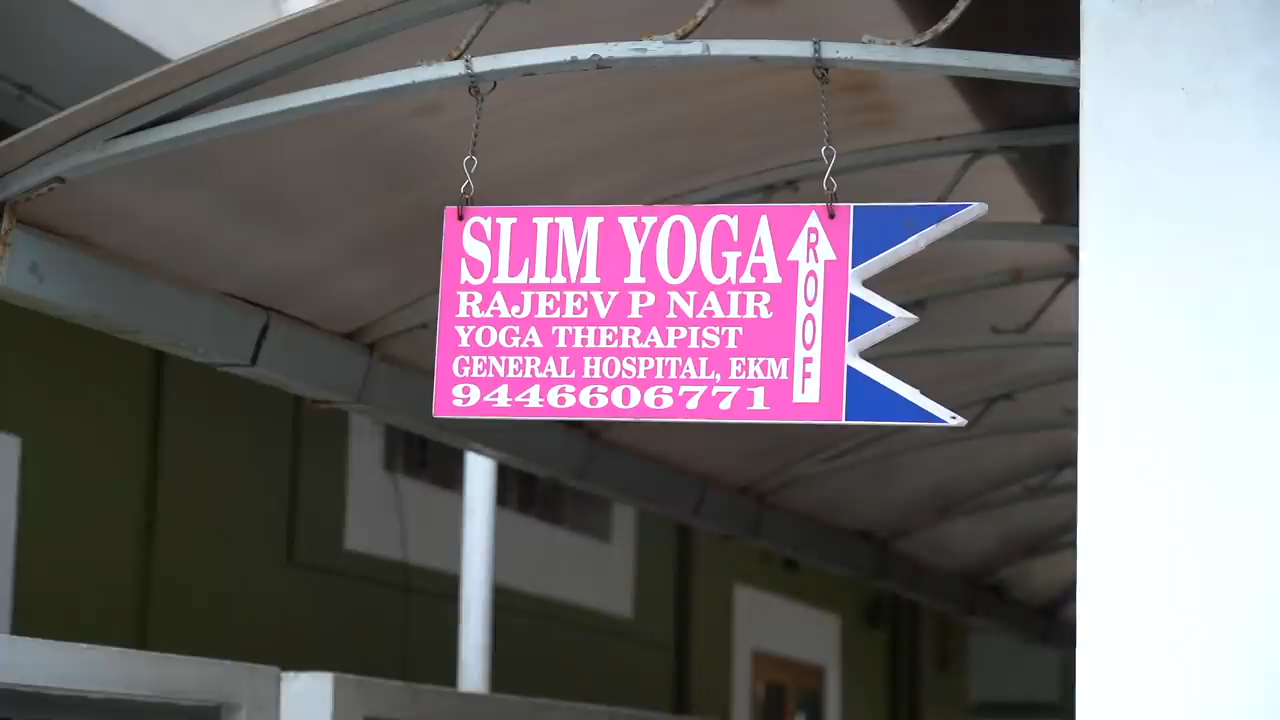 SLIM YOGA
RAJEEV P NAIR
YOGA THERAPIST
GENERAL HOSPITAL, EKM
9446606771
ROOF